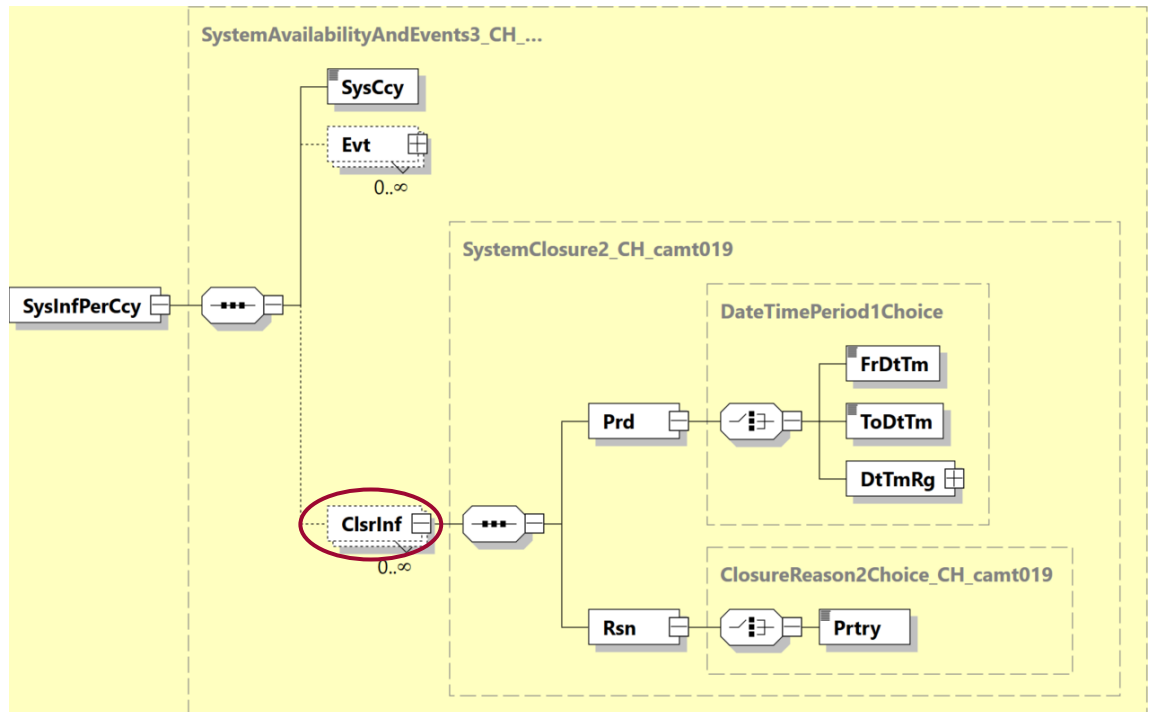 SystemAvailabilityAndEvents3_CH_...
SysCcy
Evt
0..∞
SystemClosure2_CH_camt019
DateTimePeriod1Choice
SysInfPerCcy
FrDtTm
Prd
ToDtTm
DtTmRg
ClsrInf
0..∞
ClosureReason2Choice_CH_camt019
Rsn
Prtry